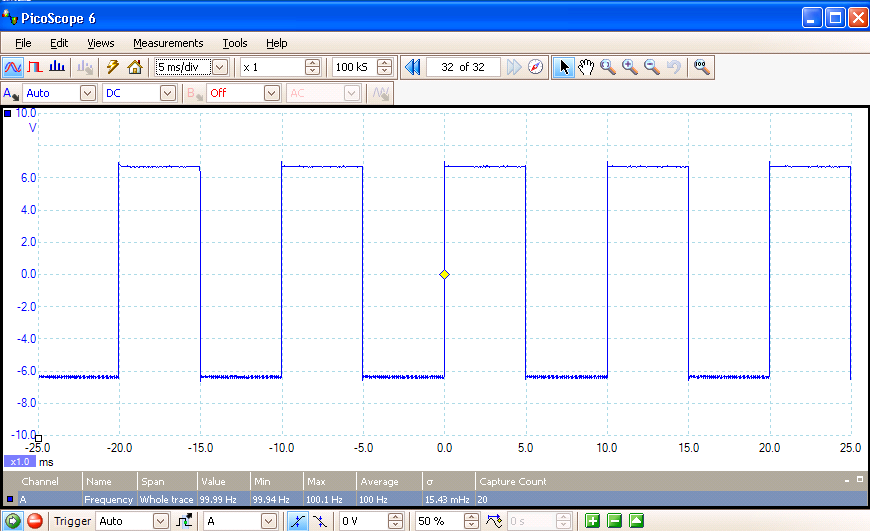 PicoScope 6
File Edit Views Measurements Tools Help
5 ms/div x 1 100 kS 32 of 32
A Auto DC B Off AC
10.0
V
6.0
4.0
2.0
0.0
-2.0
-4.0
-6.0
-8.0
-10.0
-25.0 -20.0 -15.0 -10.0 -5.0 0.0 5.0 10.0 15.0 20.0 25.0
x1.0 ms
Channel Name Span Value Min Max Average σ Capture Count
A Frequency Whole trace 99.99 Hz 99.94 Hz 100.1 Hz 100 Hz 15.43 mHz 20
Trigger Auto A 0 V 50 % 0 s